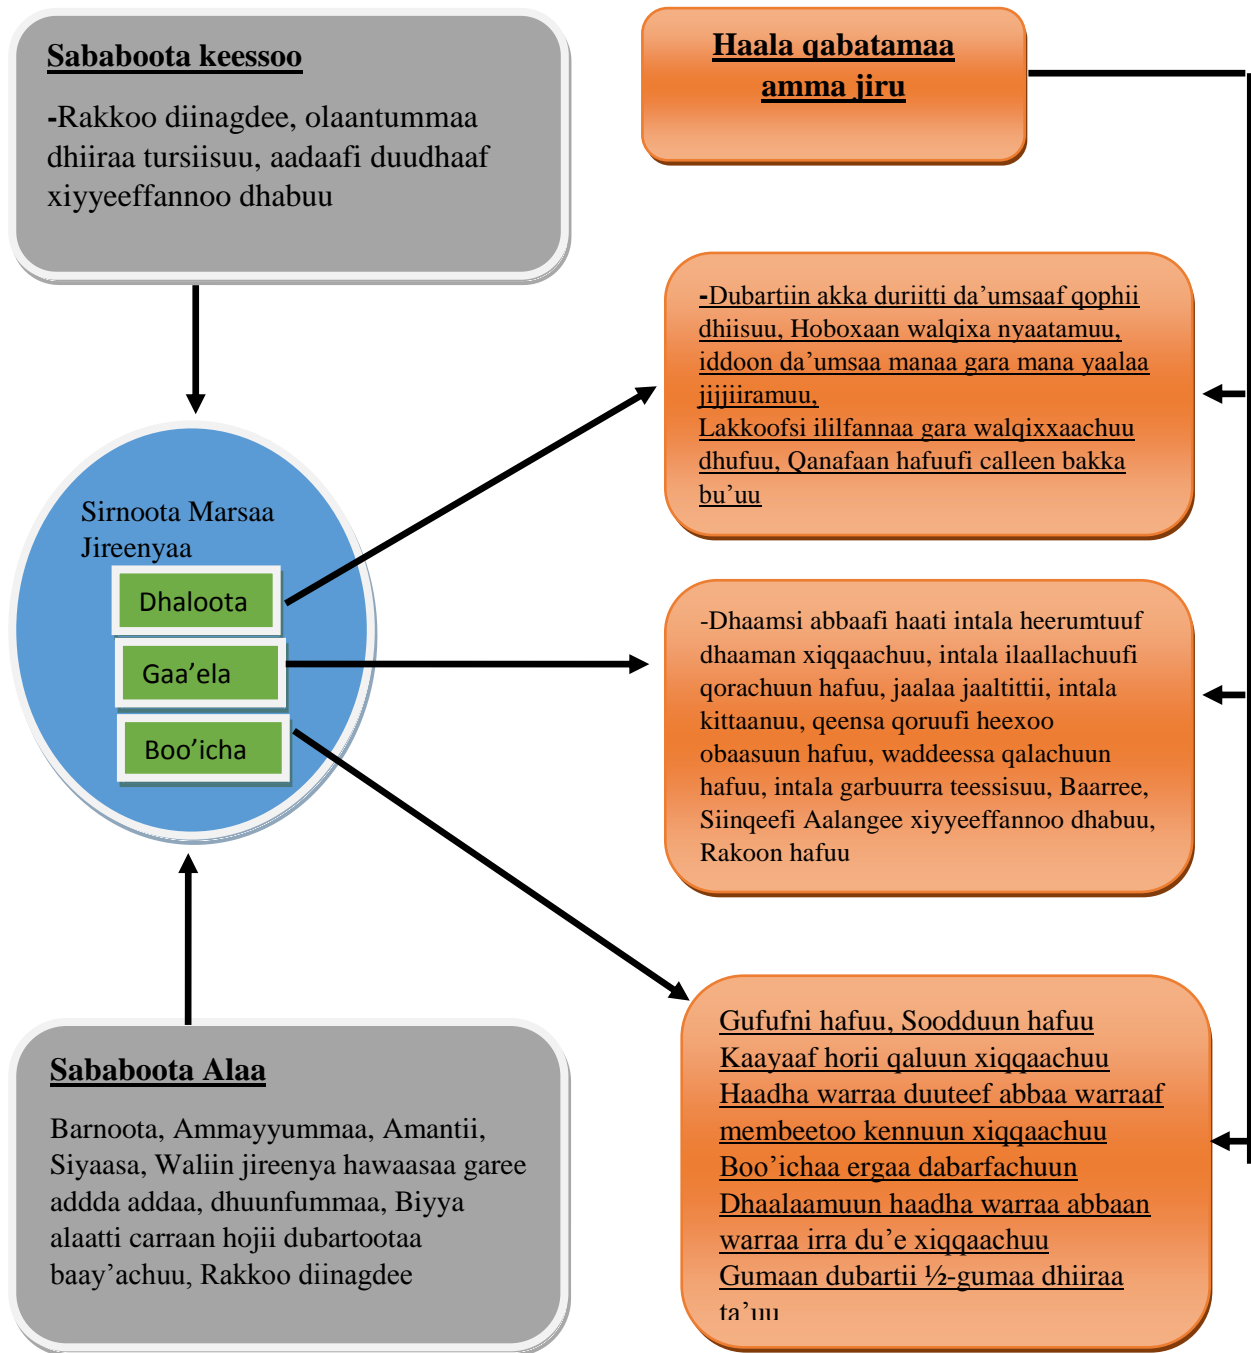 Sababoota keessoo
-Rakkoo diinagdee, olaantummaa
dhiiraa tursiisuu, aadaafi duudhaaf
xiyyeeffannoo dhabuu
Haala qabatamaa
amma jiru
-Dubartiin akka duriitti da’umsaaf qophii
dhiisuu, Hoboxaan walqixa nyaatamuu,
iddoon da’umsaa manaa gara mana yaalaa
jijjiiramuu,
Lakkoofsi ililfannaa gara walqixxaachuu
dhufuu, Qanafaan hafuufi calleen bakka
bu’uu
Sirnoota Marsaa
Jireenyaa
Dhaloota
Gaa’ela
Boo’icha
-Dhaamsi abbaafi haati intala heerumtuuf
dhaaman xiqqaachuu, intala ilaallachuufi
qorachuun hafuu, jaalaa jaaltittii, intala
kittaanuu, qeensa qoruufi heexoo
obaasuun hafuu, waddeessa qalachuun
hafuu, intala garbuurra teessisuu, Baarree,
Siinqeefi Aalangee xiyyeeffannoo dhabuu,
Rakoon hafuu
Sababoota Alaa
Barnoota, Ammayyummaa, Amantii,
Siyaasa, Waliin jireenya hawaasaa garee
addda addaa, dhuunfummaa, Biyya
alaatti carraan hojii dubartootaa
baay’achuu, Rakkoo diinagdee
Gufufni hafuu, Soodduun hafuu
Kaayaaf horii qaluun xiqqaachuu
Haadha warraa duuteef abbaa warraaf
membeetoo kennuun xiqqaachuu
Boo’ichaa ergaa dabarfachuun
Dhaalaamuun haadha warraa abbaan
warraa irra du’e xiqqaachuu
Gumaan dubartii ½-gumaa dhiiraa
ta’uu